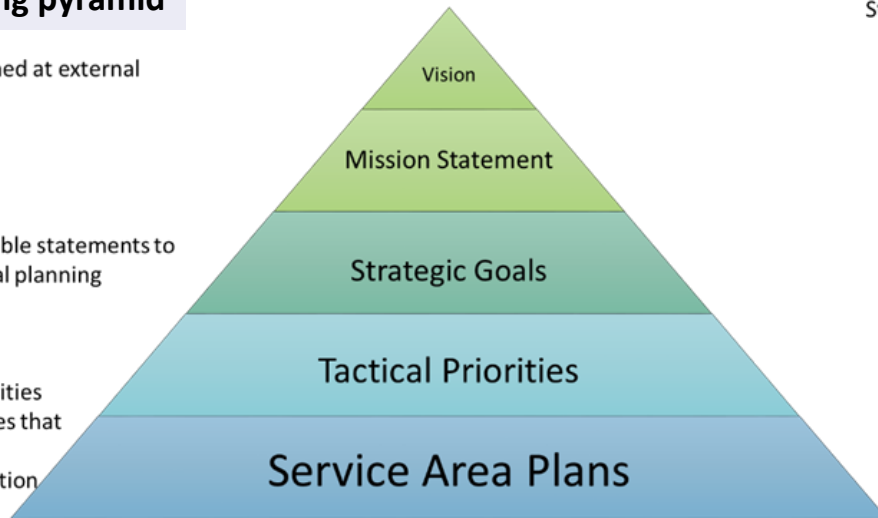 ng pyramid
S
ned at external
Vision
Mission Statement
ble statements to
al planning
Strategic Goals
Tactical Priorities
ities
es that
tion
Service Area Plans